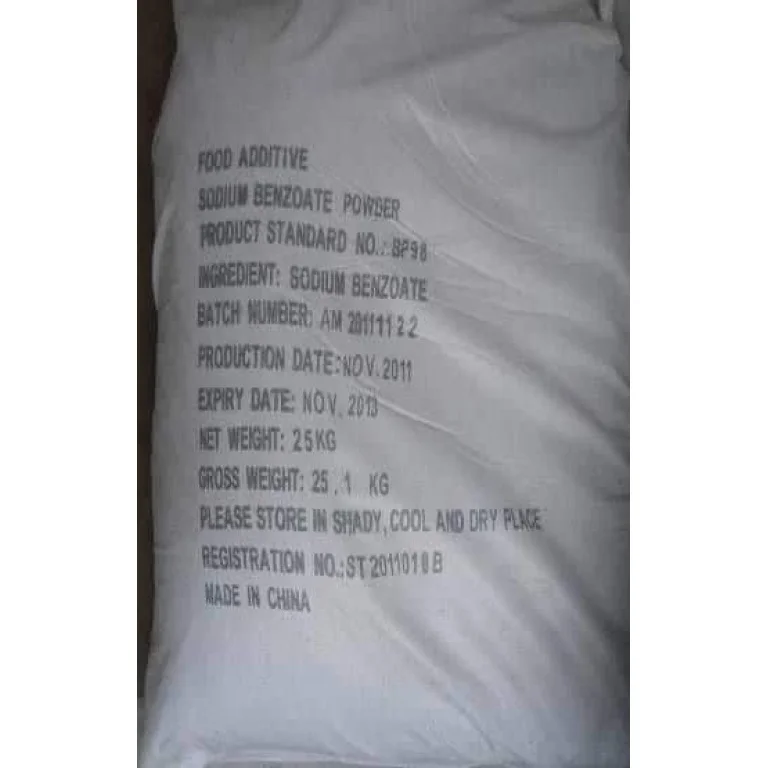 FOOD ADDITIVE
SODIUM BENZOATE POWDER
PRODUCT STANDARD NO.: BP98
INGREDIENT: SODIUM BENZOATE
BATCH NUMBER: AM 20111122
PRODUCTION DATE: NOV. 2011
EXPIRY DATE: NOV. 2013
NET WEIGHT: 25KG
GROSS WEIGHT: 25.1 KG
PLEASE STORE IN SHADY, COOL AND DRY PLACE
REGISTRATION NO.: ST2011018B
MADE IN CHINA